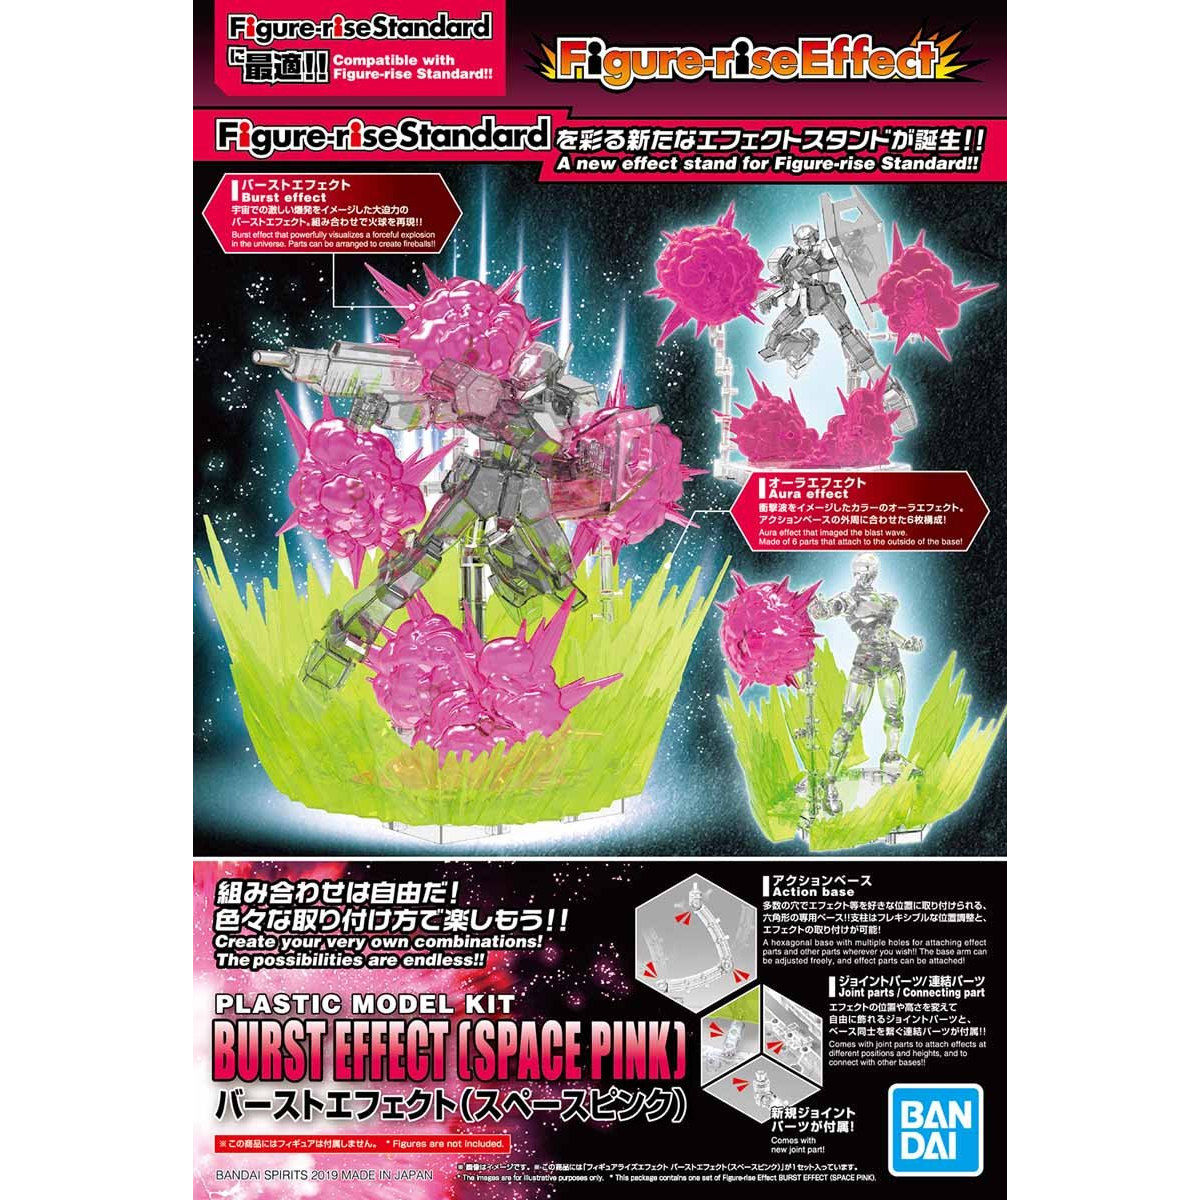 Figure-riseStandard
に最適!!
Compatible with
Figure-rise Standard!!
Figure-riseEffect
Figure-riseStandardを彩る新たなエフェクトスタンドが誕生!!
A new effect stand for Figure-rise Standard!!
バーストエフェクト
Burst effect
宇宙での激しい爆発をイメージした大迫力の
バーストエフェクト。組み合わせで火球を再現!!
Burst effect that powerfully visualizes a forceful explosion
in the universe. Parts can be arranged to create fireballs!!
オーラエフェクト
Aura effect
衝撃波をイメージしたカラーのオーラエフェクト。
アクションベースの外周に合わせた6枚構成!
Aura effect that imaged the blast wave.
Made of 6 parts that attach to the outside of the base!
組み合わせは自由だ!
色々な取り付け方で楽しもう!!
Create your very own combinations!
The possibilities are endless!!
アクションベース
Action base
多数の穴でエフェクト等を好きな位置に取り付けられる、
六角形の専用ベース!!支柱はフレキシブルな位置調整と、
エフェクトの取り付けが可能!
A hexagonal base with multiple holes for attaching effect
parts and other parts wherever you wish!! The base arm can
be adjusted freely, and effect parts can be attached!
ジョイントパーツ/連結パーツ
Joint parts / Connecting part
エフェクトの位置や高さを変えて
自由に飾れるジョイントパーツと、
ベース同士を繋ぐ連結パーツが付属!!
Comes with joint parts to attach effects at
different positions and heights, and to
connect with other bases!!
新規ジョイント
パーツが付属!
Comes with
new joint part!
PLASTIC MODEL KIT
BURST EFFECT (SPACE PINK)
バーストエフェクト(スペースピンク)
※この商品にはフィギュアは付属しません。 * Figures are not included.
BANDAI SPIRITS 2019 MADE IN JAPAN
※画像はイメージです。※この商品には「フィギュアライズエフェクト バーストエフェクト(スペースピンク)」が1セット入っています。
*The images are for illustrative purposes only. * This package contains one set of Figure-rise Effect BURST EFFECT (SPACE PINK).
BAN
DAI